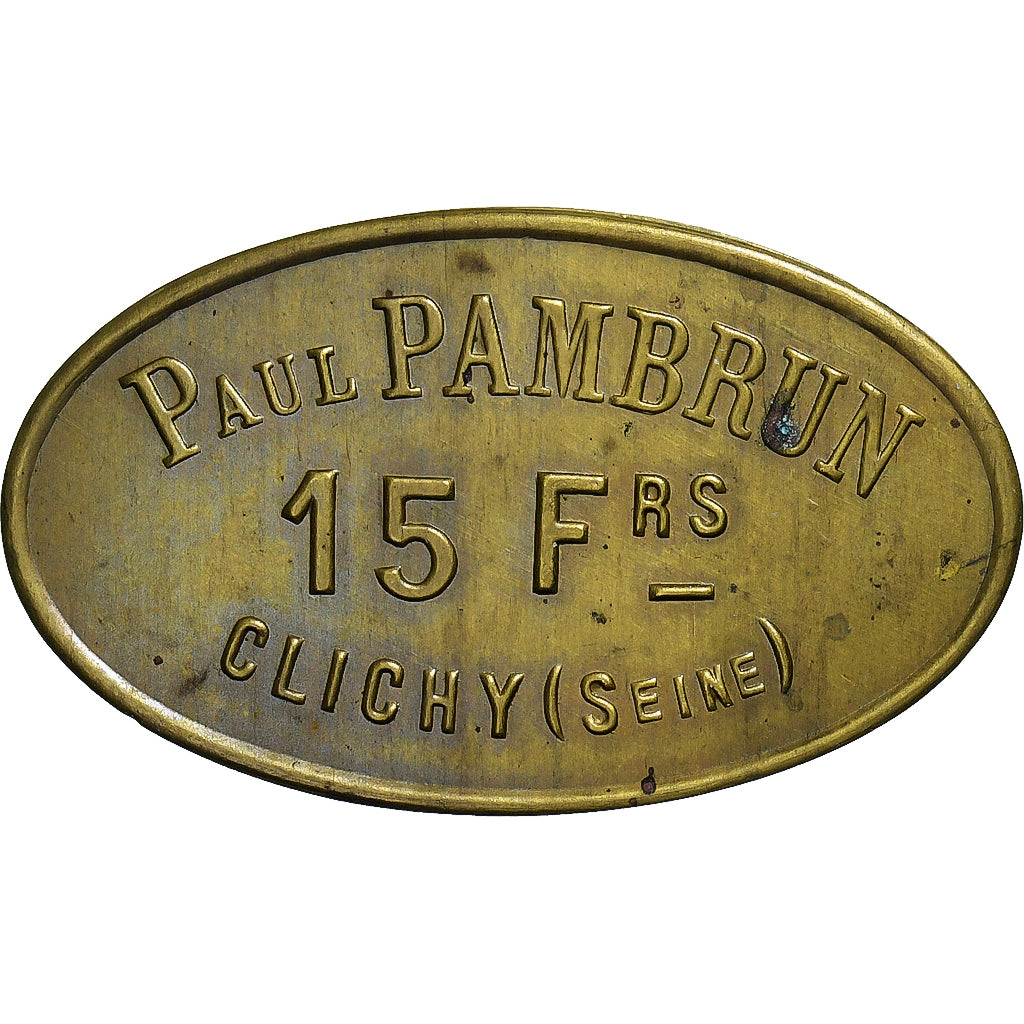 PAUL PAMBRUN
15 FRS
CLICHY (SEINE)